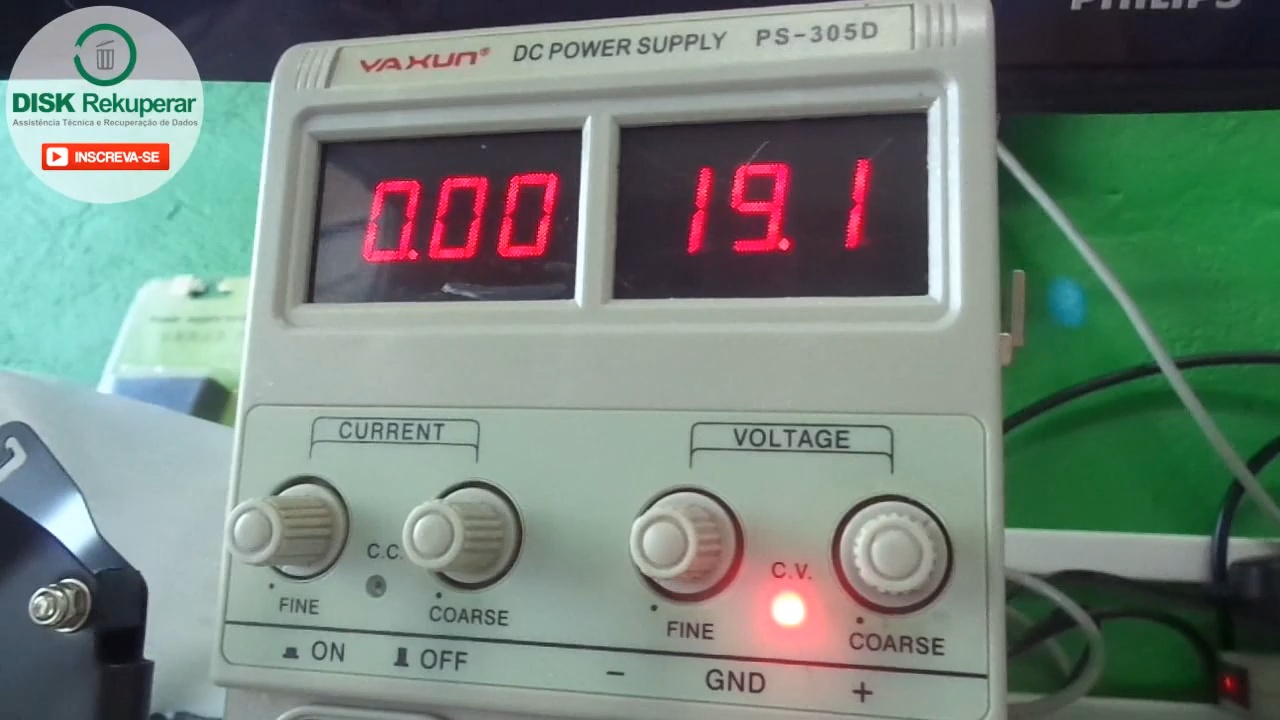 PHILIPS
DISK Rekuperar
Assistência Técnica e Recuperação de Dados
INSCREVA-SE
YAXUN® DC POWER SUPPLY PS-305D
0.00 19.1
CURRENT VOLTAGE
C.C. C.V.
FINE COARSE FINE COARSE
ON OFF - GND +